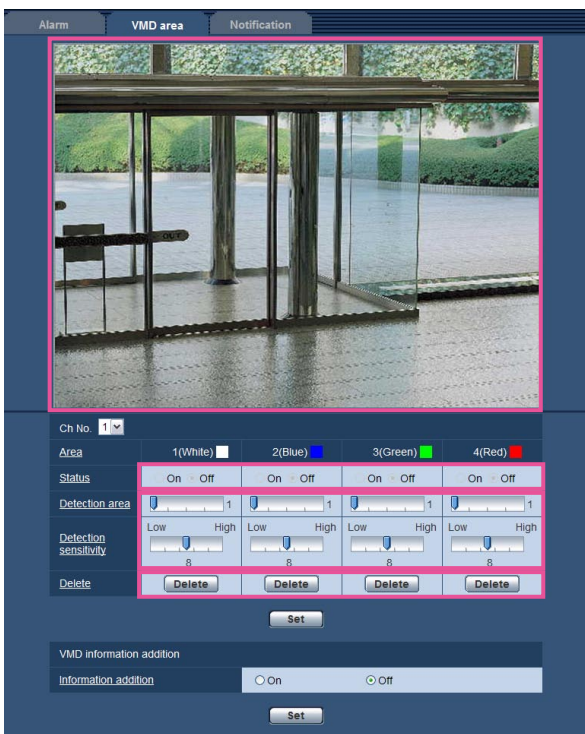 Alarm VMD area Notification
OUT
Ch No. 1
Area 1(White) 2(Blue) 3(Green) 4(Red)
Status On Off On Off On Off On Off
Detection area 1 1 1 1
Detection sensitivity Low High Low High Low High Low High
8 8 8 8
Delete Delete Delete Delete Delete
Set
VMD information addition
Information addition On Off
Set